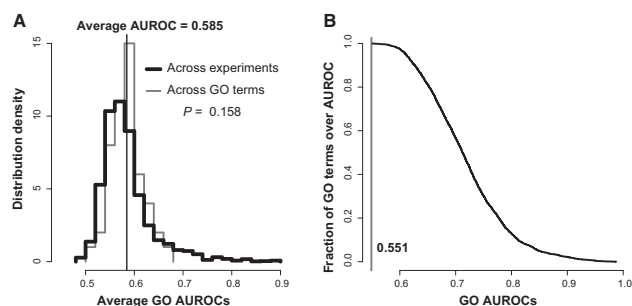 A
Average AUROC = 0.585
Distribution density
15
10
5
0
Across experiments
Across GO terms
P = 0.158
0.5 0.6 0.7 0.8 0.9
Average GO AUROCs
B
Fraction of GO terms over AUROC
1.0
0.8
0.6
0.4
0.2
0.0
0.551
0.6 0.7 0.8 0.9 1.0
GO AUROCs